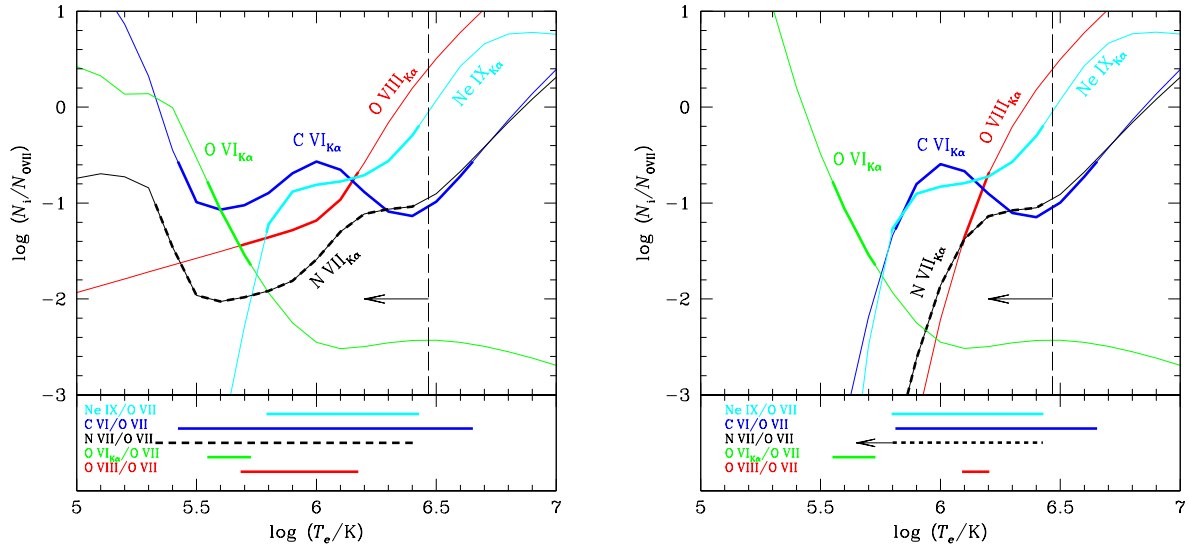 1
0
-1
-2
-3
log (N_i/N_OVII)
O VI_Kα
C VI_Kα
O VIII_Kα
Ne IX_Kα
N VII_Kα
Ne IX/O VII
C VI/O VII
N VII/O VII
O VI_Kα/O VII
O VIII/O VII
5 5.5 6 6.5 7
log (T_e/K)
1
0
-1
-2
-3
log (N_i/N_OVII)
O VI_Kα
C VI_Kα
O VIII_Kα
Ne IX_Kα
N VII_Kα
Ne IX/O VII
C VI/O VII
N VII/O VII
O VI_Kα/O VII
O VIII/O VII
5 5.5 6 6.5 7
log (T_e/K)